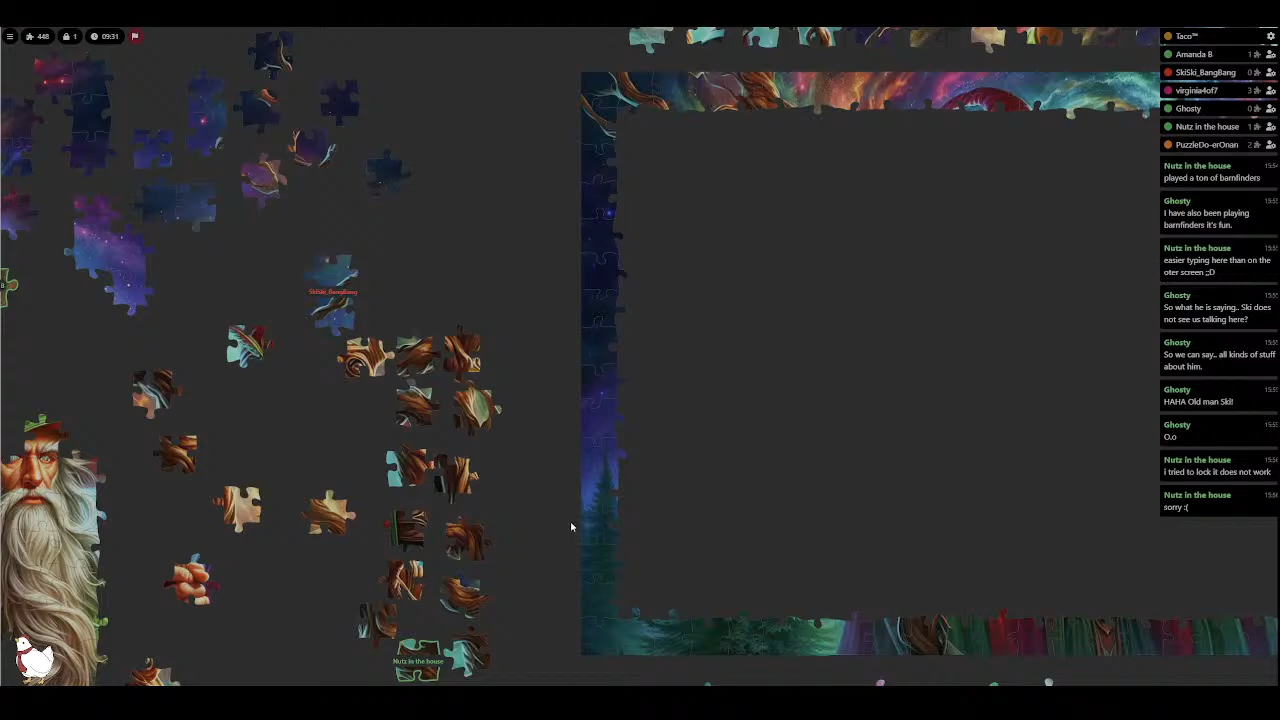 448
1
09:31
Taco™
Amanda B 1
SkiSki_BangBang 0
virginia4of7 3
Ghosty 0
Nutz in the house 1
PuzzleDo-erOnan 2
Nutz in the house
played a ton of barnfinders
Ghosty
I have also been playing
barnfinders it's fun.
Nutz in the house
easier typing here than on the
oter screen ;;D
Ghosty
So what he is saying.. Ski does
not see us talking here?
Ghosty
So we can say.. all kinds of stuff
about him.
Ghosty
HAHA Old man Ski!
Ghosty
O.o
Nutz in the house
i tried to lock it does not work
Nutz in the house
sorry :(
B
SkiSki_BangBang
Nutz in the house